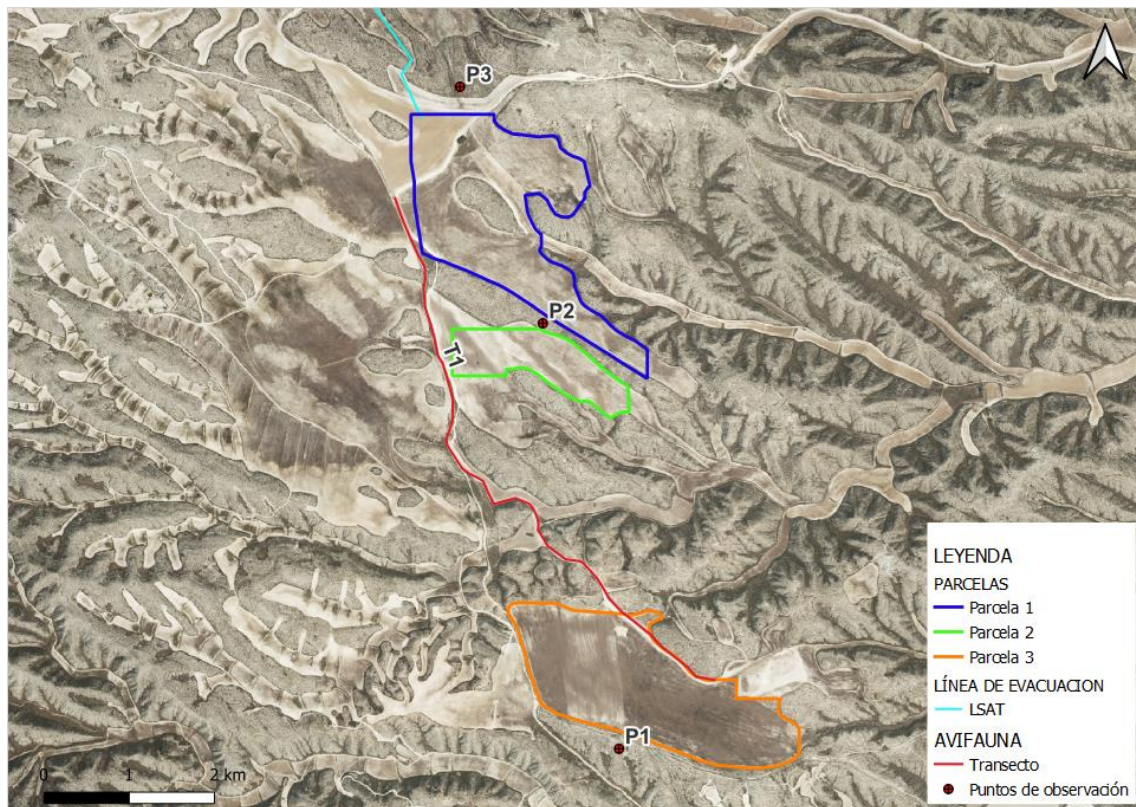 P3
P2
T1
P1
0 1 2 km
LEYENDA
PARCELAS
Parcela 1
Parcela 2
Parcela 3
LÍNEA DE EVACUACION
LSAT
AVIFAUNA
Transecto
Puntos de observación